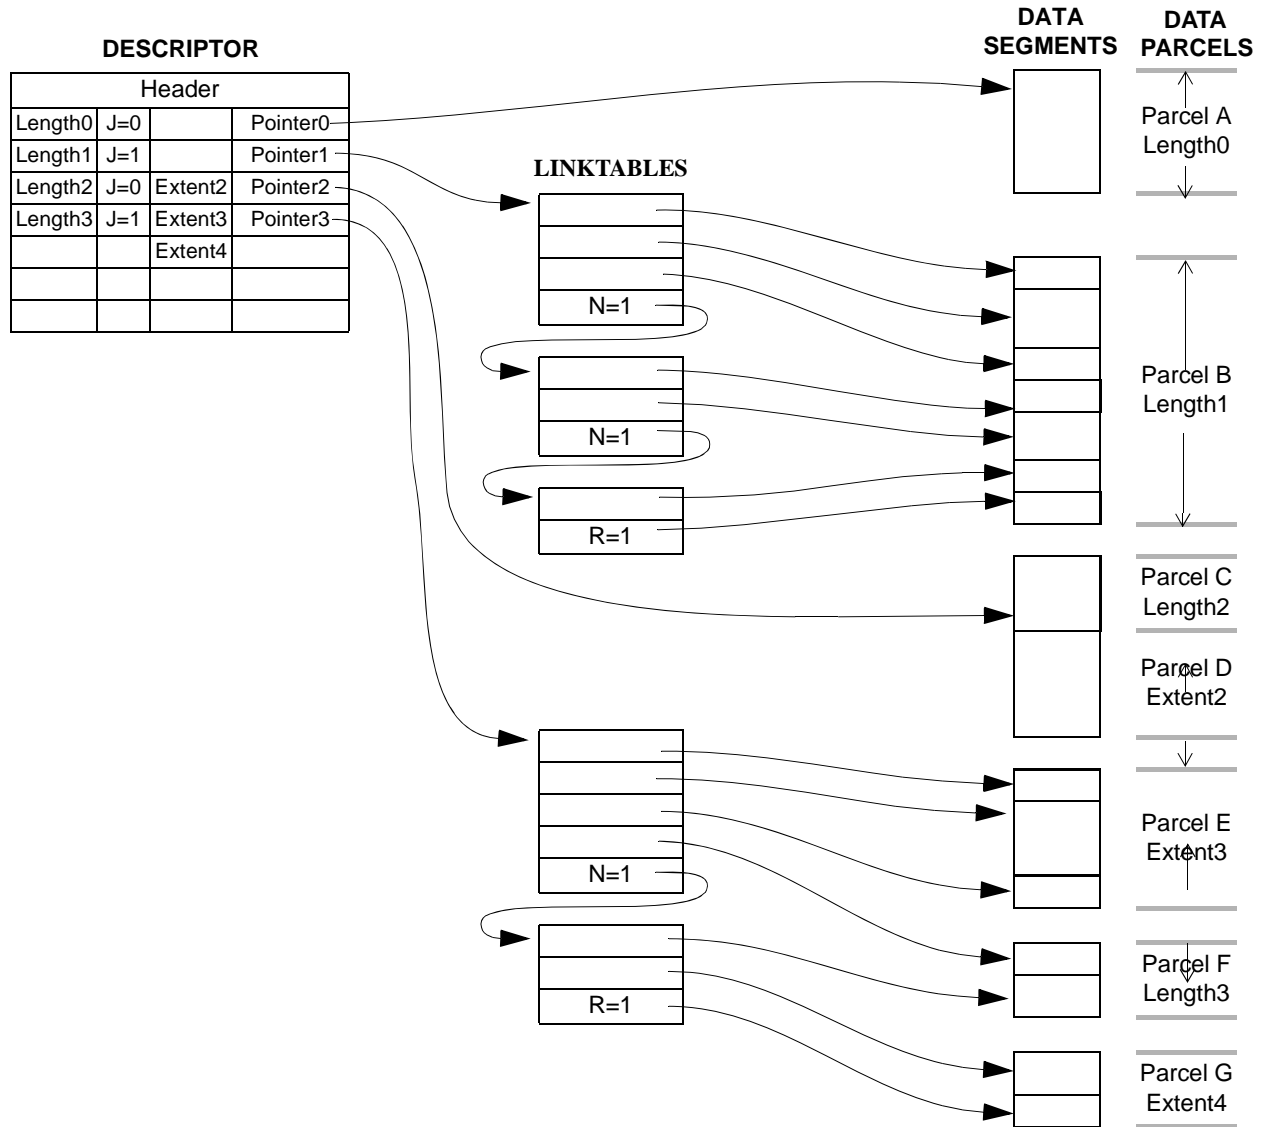 DESCRIPTOR
Header
Length0 J=0 Pointer0
Length1 J=1 Pointer1
Length2 J=0 Extent2 Pointer2
Length3 J=1 Extent3 Pointer3
Extent4
LINKTABLES
N=1
N=1
R=1
N=1
R=1
DATA
SEGMENTS
DATA
PARCELS
Parcel A
Length0
Parcel B
Length1
Parcel C
Length2
Parcel D
Extent2
Parcel E
Extent3
Parcel F
Length3
Parcel G
Extent4